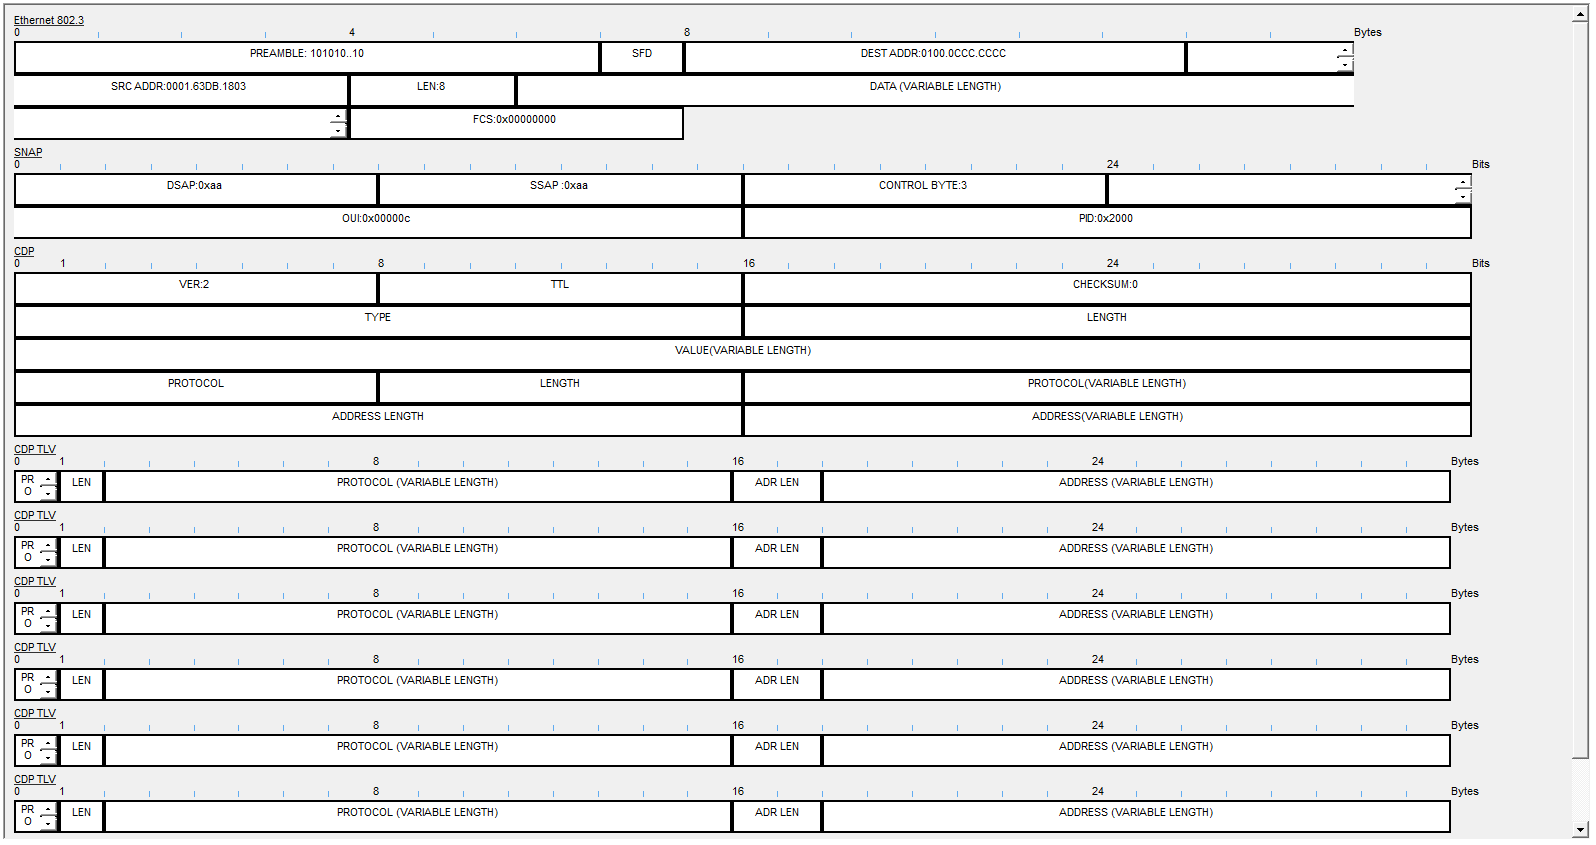 Ethernet 802.3
0 4 8 Bytes
PREAMBLE: 101010..10 SFD DEST ADDR:0100.0CCC.CCCC
SRC ADDR:0001.63DB.1803 LEN:8 DATA (VARIABLE LENGTH)
FCS:0x00000000
SNAP
0 24 Bits
DSAP:0xaa SSAP :0xaa CONTROL BYTE:3
OUI:0x00000c PID:0x2000
CDP
0 1 8 16 24 Bits
VER:2 TTL CHECKSUM:0
TYPE LENGTH
VALUE(VARIABLE LENGTH)
PROTOCOL LENGTH PROTOCOL(VARIABLE LENGTH)
ADDRESS LENGTH ADDRESS(VARIABLE LENGTH)
CDP TLV
0 1 8 16 24 Bytes
PRO LEN PROTOCOL (VARIABLE LENGTH) ADR LEN ADDRESS (VARIABLE LENGTH)
CDP TLV
0 1 8 16 24 Bytes
PRO LEN PROTOCOL (VARIABLE LENGTH) ADR LEN ADDRESS (VARIABLE LENGTH)
CDP TLV
0 1 8 16 24 Bytes
PRO LEN PROTOCOL (VARIABLE LENGTH) ADR LEN ADDRESS (VARIABLE LENGTH)
CDP TLV
0 1 8 16 24 Bytes
PRO LEN PROTOCOL (VARIABLE LENGTH) ADR LEN ADDRESS (VARIABLE LENGTH)
CDP TLV
0 1 8 16 24 Bytes
PRO LEN PROTOCOL (VARIABLE LENGTH) ADR LEN ADDRESS (VARIABLE LENGTH)
CDP TLV
0 1 8 16 24 Bytes
PRO LEN PROTOCOL (VARIABLE LENGTH) ADR LEN ADDRESS (VARIABLE LENGTH)